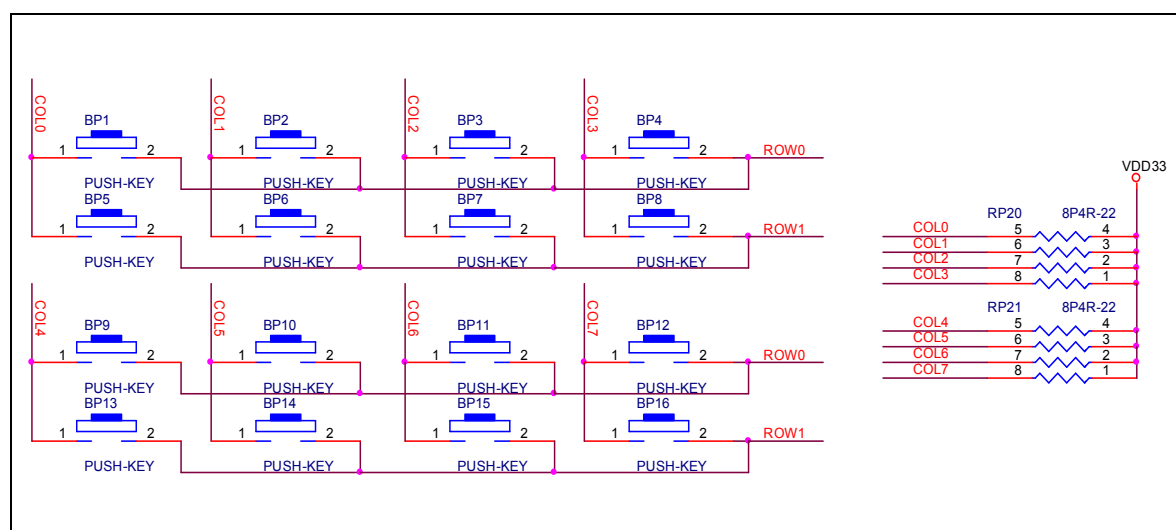 COL0 COL1 COL2 COL3
BP1 BP2 BP3 BP4
1 2 1 2 1 2 1 2 ROW0
PUSH-KEY PUSH-KEY PUSH-KEY PUSH-KEY
BP5 BP6 BP7 BP8
1 2 1 2 1 2 1 2 ROW1
PUSH-KEY PUSH-KEY PUSH-KEY PUSH-KEY
COL4 COL5 COL6 COL7
BP9 BP10 BP11 BP12
1 2 1 2 1 2 1 2 ROW0
PUSH-KEY PUSH-KEY PUSH-KEY PUSH-KEY
BP13 BP14 BP15 BP16
1 2 1 2 1 2 1 2 ROW1
PUSH-KEY PUSH-KEY PUSH-KEY PUSH-KEY
VDD33
RP20 8P4R-22
COL0 5 4
COL1 6 3
COL2 7 2
COL3 8 1
RP21 8P4R-22
COL4 5 4
COL5 6 3
COL6 7 2
COL7 8 1